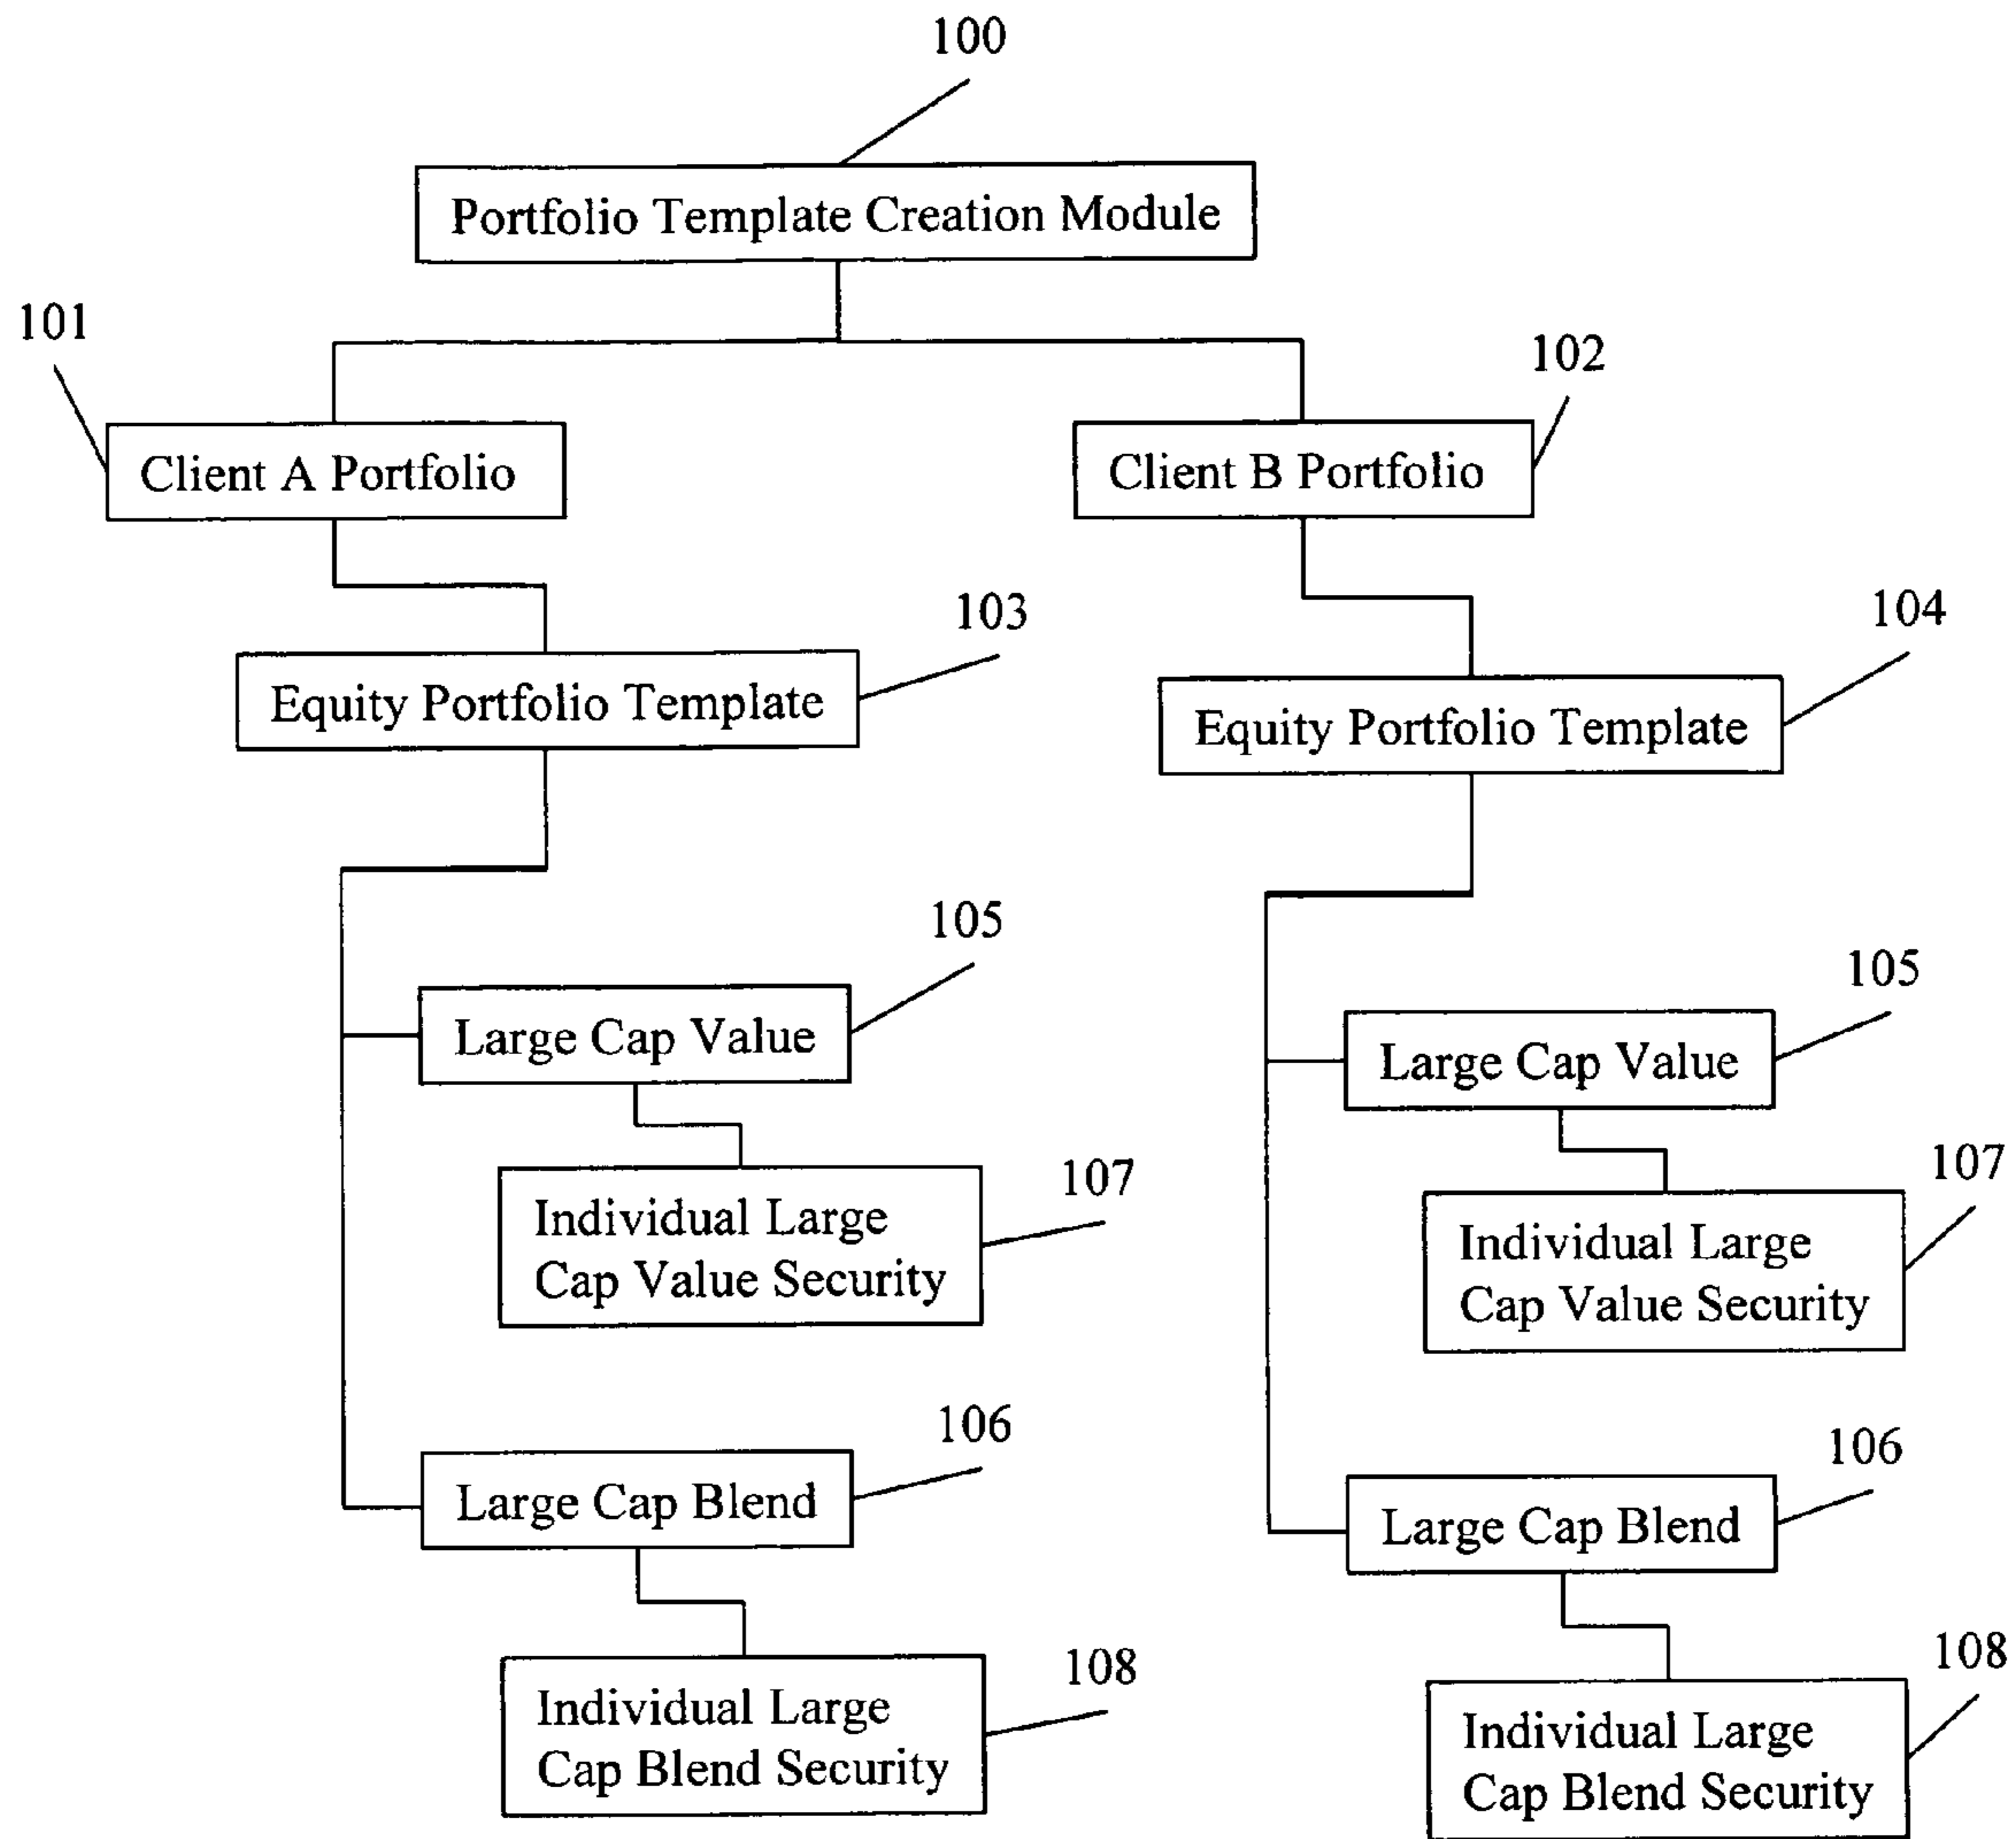 100
Portfolio Template Creation Module
101
102
Client A Portfolio
Client B Portfolio
103
104
Equity Portfolio Template
Equity Portfolio Template
105
105
Large Cap Value
Large Cap Value
107
107
Individual Large
Cap Value Security
Individual Large
Cap Value Security
106
106
Large Cap Blend
Large Cap Blend
108
108
Individual Large
Cap Blend Security
Individual Large
Cap Blend Security